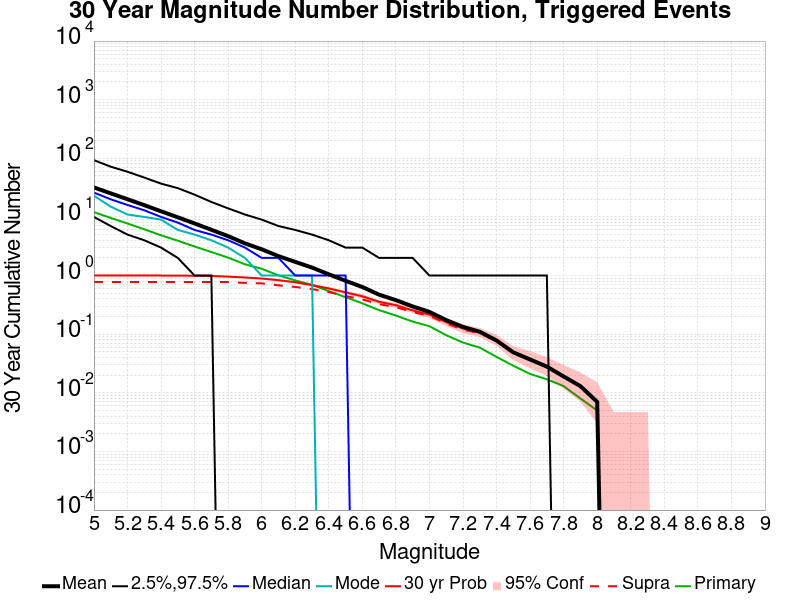 30 Year Magnitude Number Distribution, Triggered Events
10 4
10 3
10 2
10 1
10 0
10 -1
10 -2
10 -3
10 -4
30 Year Cumulative Number
5 5.2 5.4 5.6 5.8 6 6.2 6.4 6.6 6.8 7 7.2 7.4 7.6 7.8 8 8.2 8.4 8.6 8.8 9
Magnitude
Mean 2.5%,97.5% Median Mode 30 yr Prob 95% Conf Supra Primary